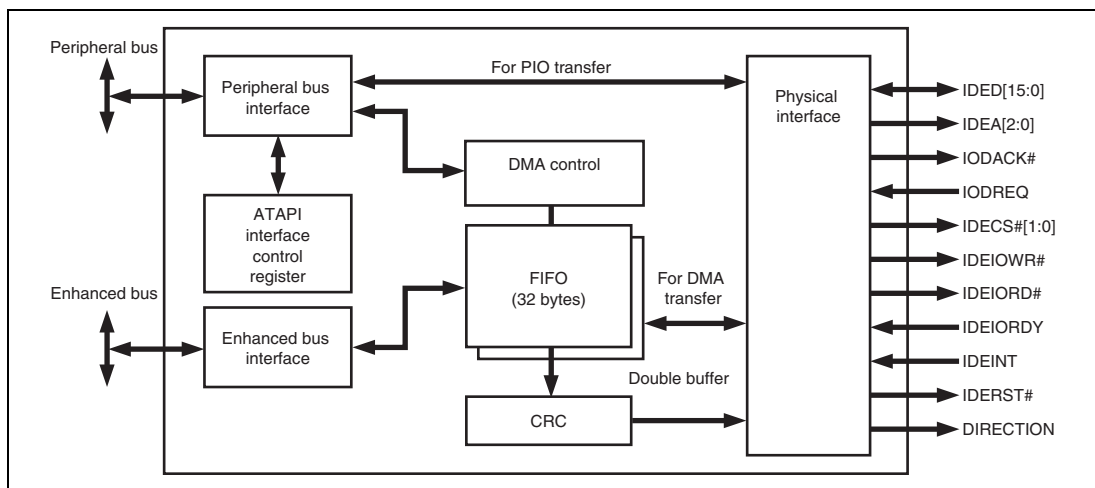 Peripheral bus
Peripheral bus
interface
For PIO transfer
Physical
interface
DMA control
ATAPI
interface
control
register
FIFO
(32 bytes)
For DMA
transfer
Enhanced bus
Enhanced bus
interface
Double buffer
CRC
IDED[15:0]
IDEA[2:0]
IODACK#
IODREQ
IDECS#[1:0]
IDEIOWR#
IDEIORD#
IDEIORDY
IDEINT
IDERST#
DIRECTION